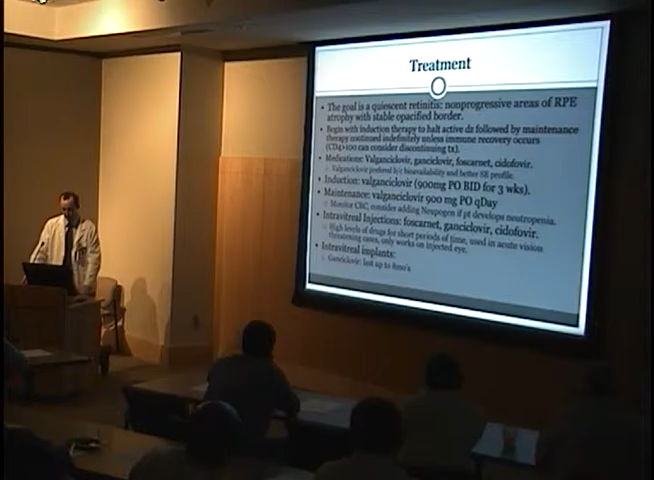 Treatment
• The goal is a quiescent retinitis: nonprogressive areas of RPE
atrophy with stable opacified border.
• Begin with induction therapy to halt active dz followed by maintenance
therapy continued indefinitely unless immune recovery occurs
(CD4>100 can consider discontinuing tx).
• Medications: Valganciclovir, ganciclovir, foscarnet, cidofovir.
Valganciclovir preferred b/c bioavailability and better SE profile.
• Induction: valganciclovir (900mg PO BID for 3 wks).
• Maintenance: valganciclovir 900 mg PO qDay
Monitor CBC, consider adding Neupogen if pt develops neutropenia.
• Intravitreal Injections: foscarnet, ganciclovir, cidofovir.
High levels of drugs for short periods of time, used in acute vision
threatening cases, only works on injected eye.
• Intravitreal implants:
Ganciclovir: last up to 8mo's